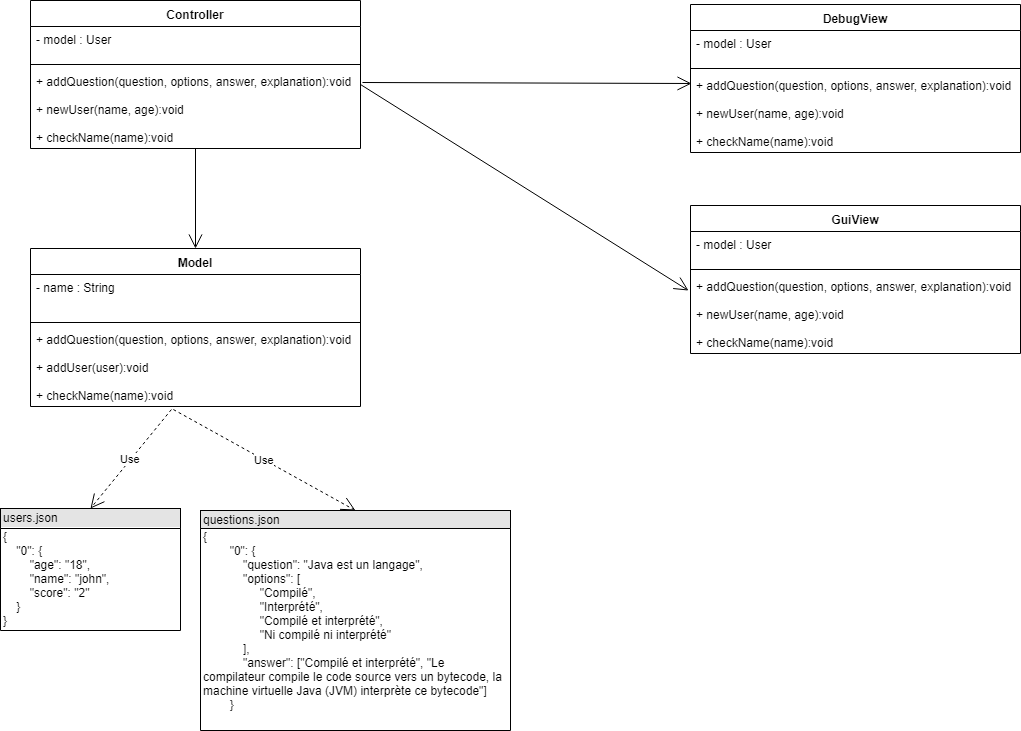 Controller
- model : User
+ addQuestion(question, options, answer, explanation):void
+ newUser(name, age):void
+ checkName(name):void
DebugView
- model : User
+ addQuestion(question, options, answer, explanation):void
+ newUser(name, age):void
+ checkName(name):void
GuiView
- model : User
+ addQuestion(question, options, answer, explanation):void
+ newUser(name, age):void
+ checkName(name):void
Model
- name : String
+ addQuestion(question, options, answer, explanation):void
+ addUser(user):void
+ checkName(name):void
Use
Use
users.json
{
"0": {
"age": "18",
"name": "john",
"score": "2"
}
}
questions.json
{
"0": {
"question": "Java est un langage",
"options": [
"Compilé",
"Interprété",
"Compilé et interprété",
"Ni compilé ni interprété"
],
"answer": ["Compilé et interprété", "Le
compilateur compile le code source vers un bytecode, la
machine virtuelle Java (JVM) interprète ce bytecode"]
}